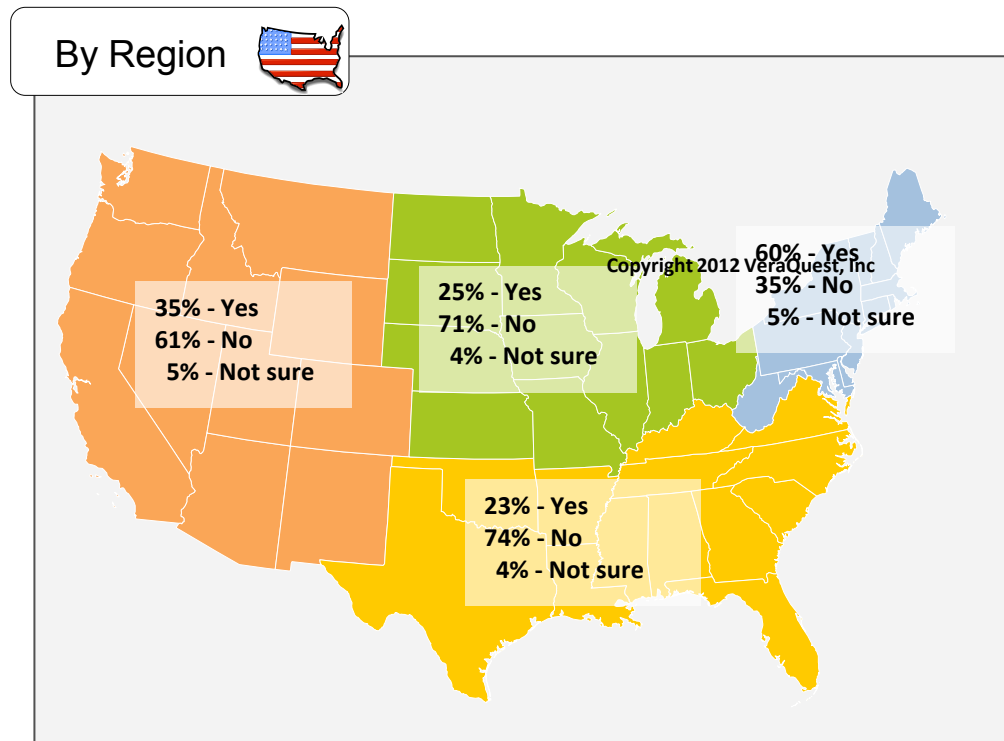 By Region
60% - Yes
35% - No
5% - Not sure
Copyright 2012 VeraQuest, Inc
25% - Yes
71% - No
4% - Not sure
35% - Yes
61% - No
5% - Not sure
23% - Yes
74% - No
4% - Not sure